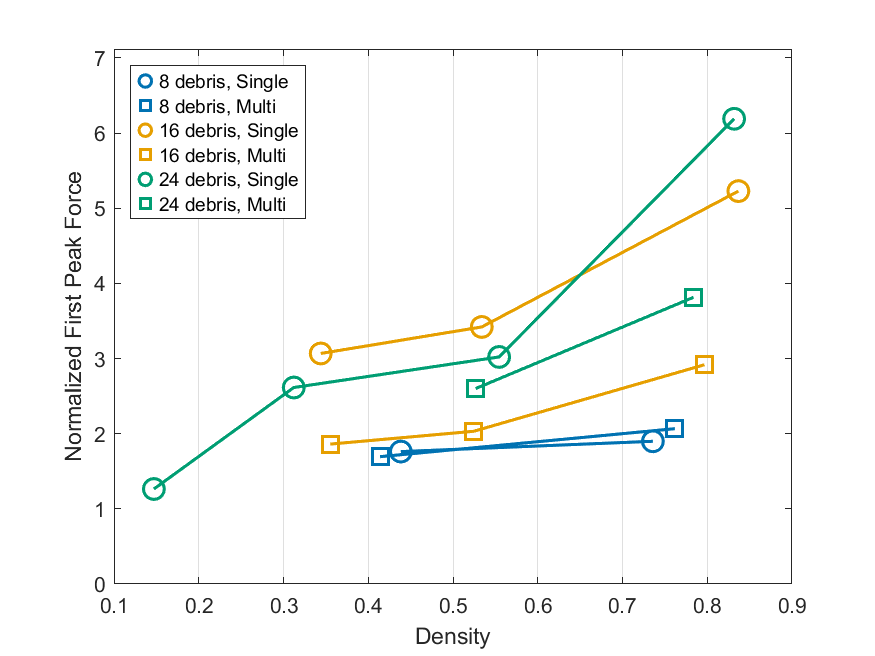 7
6
5
4
3
2
1
0
Normalized First Peak Force
8 debris, Single
8 debris, Multi
16 debris, Single
16 debris, Multi
24 debris, Single
24 debris, Multi
0.1 0.2 0.3 0.4 0.5 0.6 0.7 0.8 0.9
Density